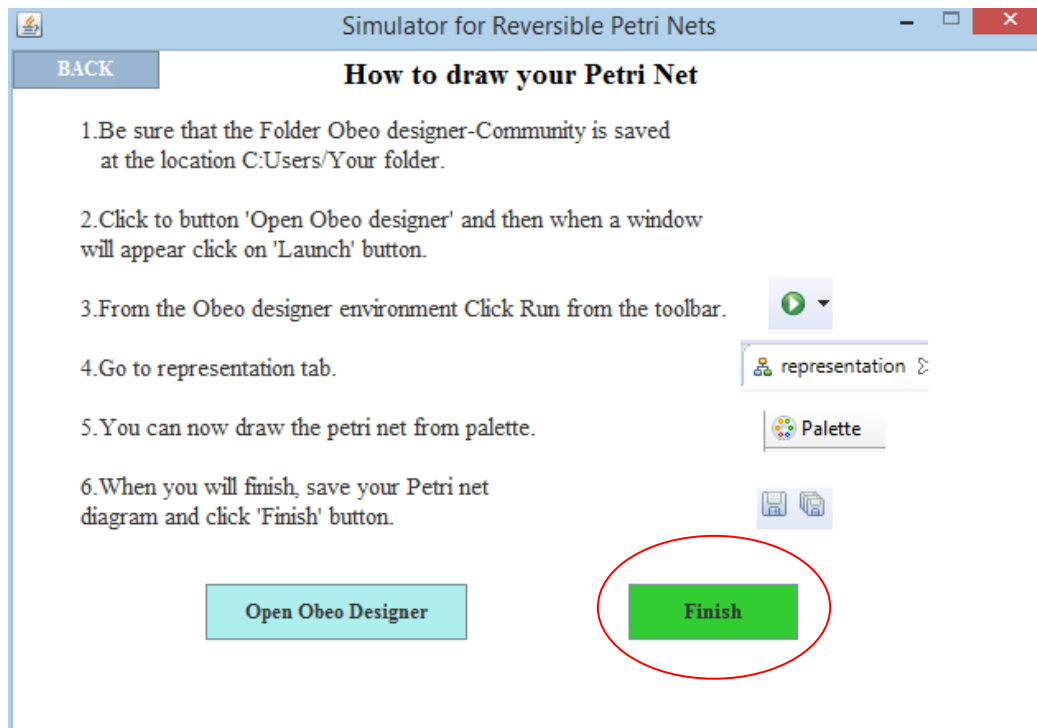 Simulator for Reversible Petri Nets
BACK
How to draw your Petri Net
1.Be sure that the Folder Obeo designer-Community is saved
at the location C:Users/Your folder.
2.Click to button 'Open Obeo designer' and then when a window
will appear click on 'Launch' button.
3.From the Obeo designer environment Click Run from the toolbar.
4.Go to representation tab.
representation
5.You can now draw the petri net from palette.
Palette
6.When you will finish, save your Petri net
diagram and click 'Finish' button.
Open Obeo Designer
Finish